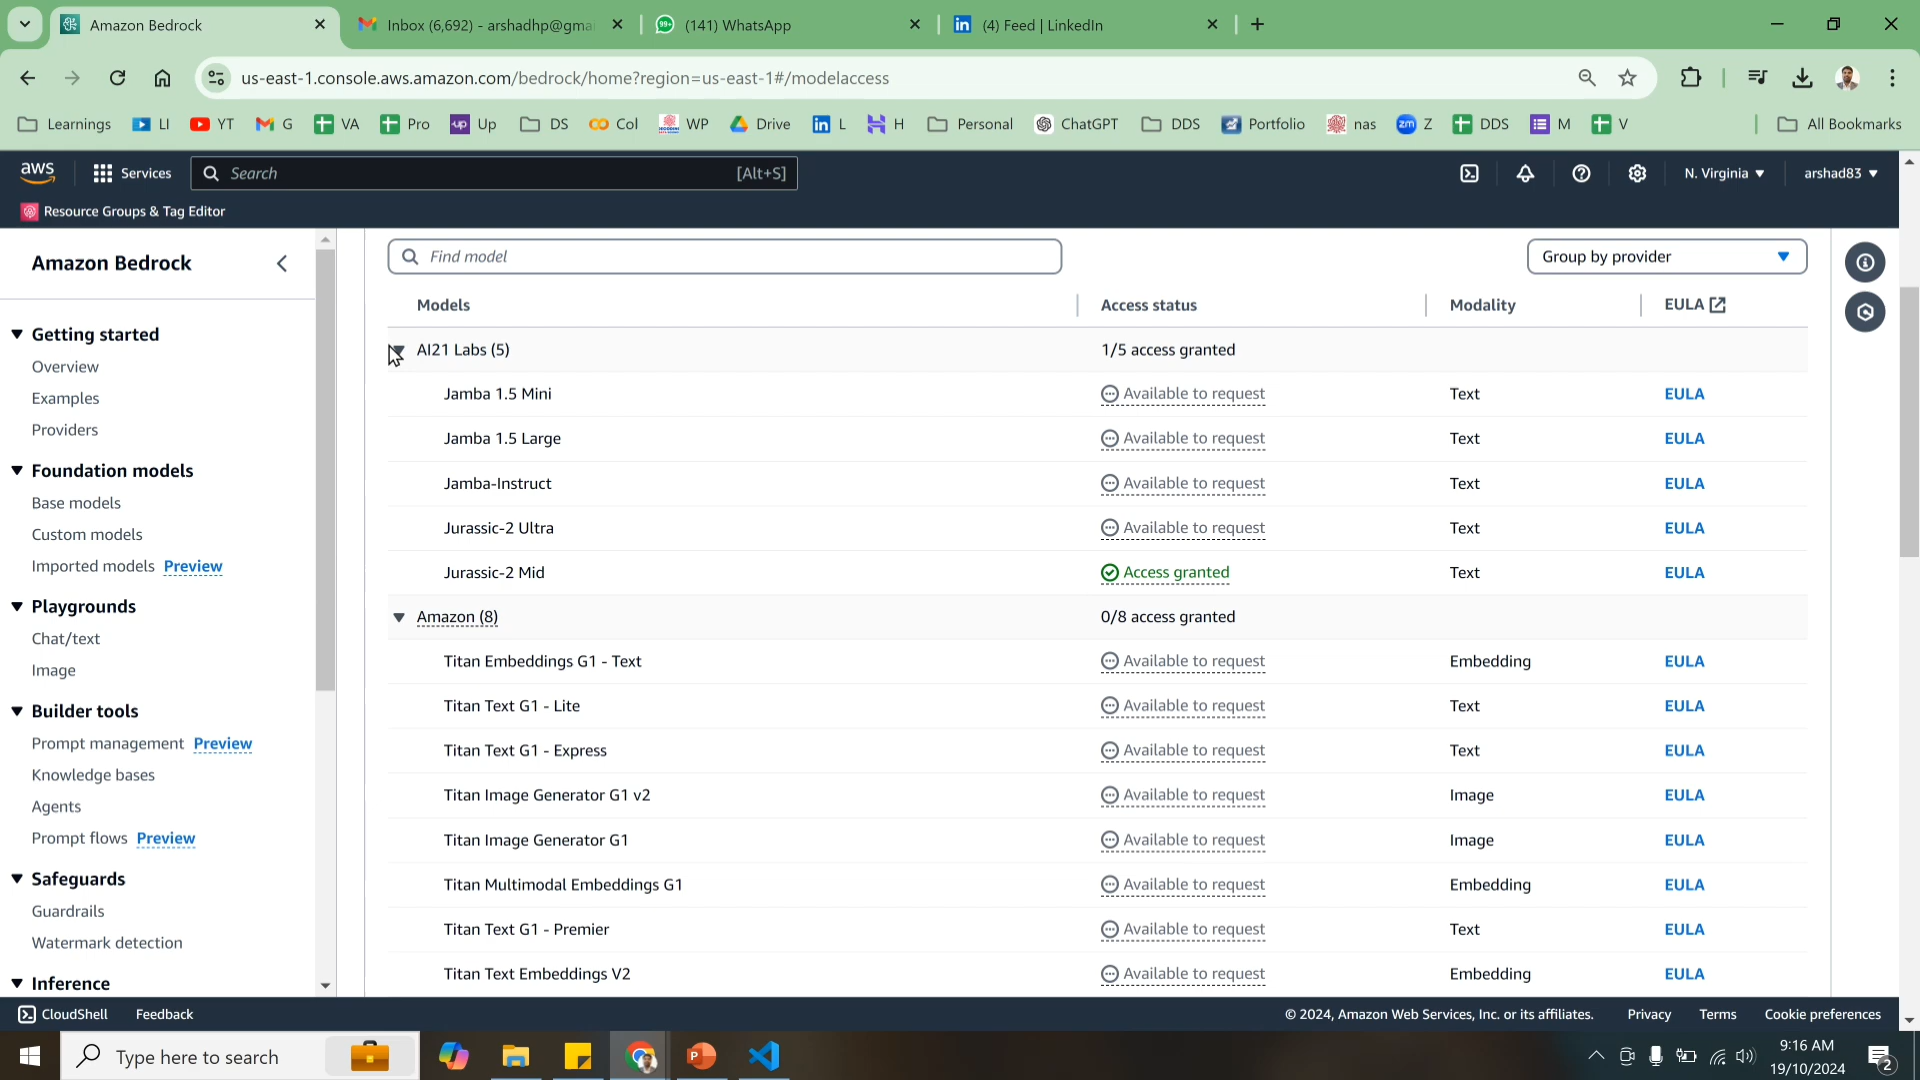 Amazon Bedrock
Inbox (6,692) - arshadhp@gmai
99+
(141) WhatsApp
(4) Feed | LinkedIn
us-east-1.console.aws.amazon.com/bedrock/home?region=us-east-1#/modelaccess
Learnings LI YT G VA Pro up Up DS Col WP Drive L H Personal ChatGPT DDS Portfolio nas zm Z DDS M V All Bookmarks
aws Services Search [Alt+S] N. Virginia arshad83
Resource Groups & Tag Editor
Amazon Bedrock
Getting started
Overview
Examples
Providers
Foundation models
Base models
Custom models
Imported models Preview
Playgrounds
Chat/text
Image
Builder tools
Prompt management Preview
Knowledge bases
Agents
Prompt flows Preview
Safeguards
Guardrails
Watermark detection
Inference
Find model Group by provider
Models Access status Modality EULA
AI21 Labs (5) 1/5 access granted
Jamba 1.5 Mini Available to request Text EULA
Jamba 1.5 Large Available to request Text EULA
Jamba-Instruct Available to request Text EULA
Jurassic-2 Ultra Available to request Text EULA
Jurassic-2 Mid Access granted Text EULA
Amazon (8) 0/8 access granted
Titan Embeddings G1 - Text Available to request Embedding EULA
Titan Text G1 - Lite Available to request Text EULA
Titan Text G1 - Express Available to request Text EULA
Titan Image Generator G1 v2 Available to request Image EULA
Titan Image Generator G1 Available to request Image EULA
Titan Multimodal Embeddings G1 Available to request Embedding EULA
Titan Text G1 - Premier Available to request Text EULA
Titan Text Embeddings V2 Available to request Embedding EULA
CloudShell Feedback © 2024, Amazon Web Services, Inc. or its affiliates. Privacy Terms Cookie preferences
Type here to search
9:16 AM
19/10/2024
2